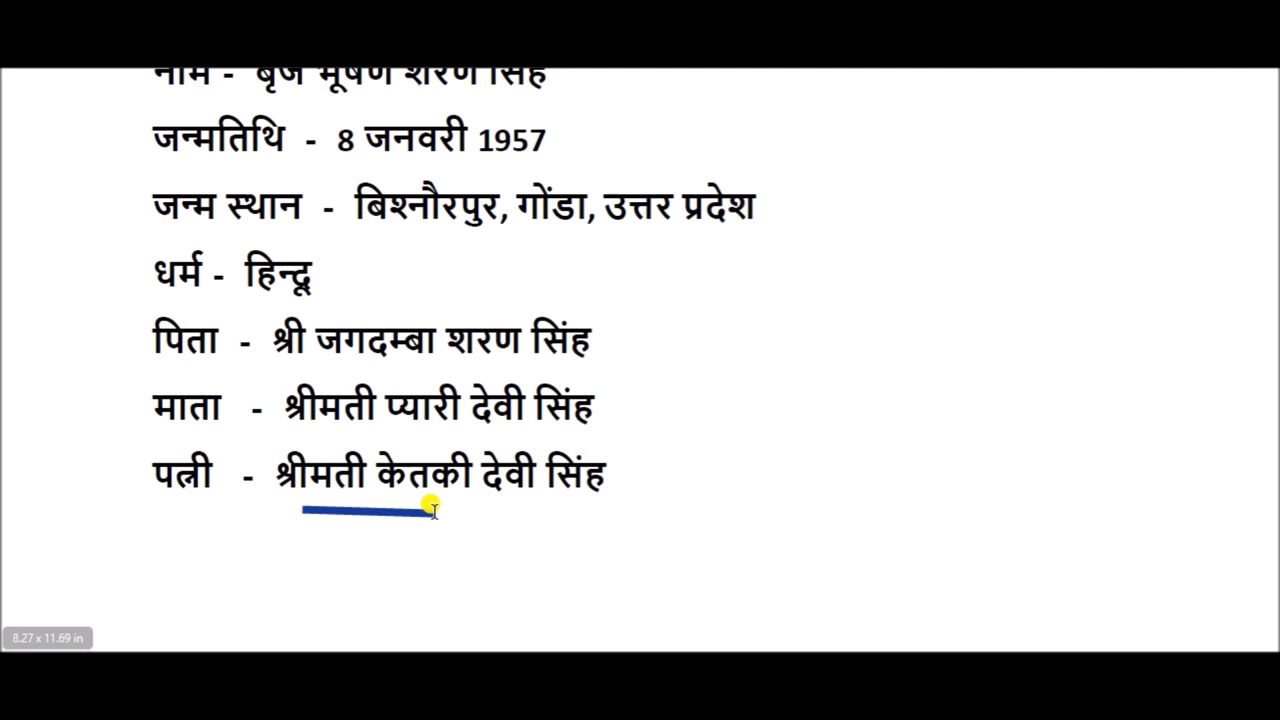 नाम - बृज भूषण शरण सिंह
जन्मतिथि - 8 जनवरी 1957
जन्म स्थान - बिश्नौरपुर, गोंडा, उत्तर प्रदेश
धर्म - हिन्दू
पिता - श्री जगदम्बा शरण सिंह
माता - श्रीमती प्यारी देवी सिंह
पत्नी - श्रीमती केतकी देवी सिंह
8.27 x 11.69 in